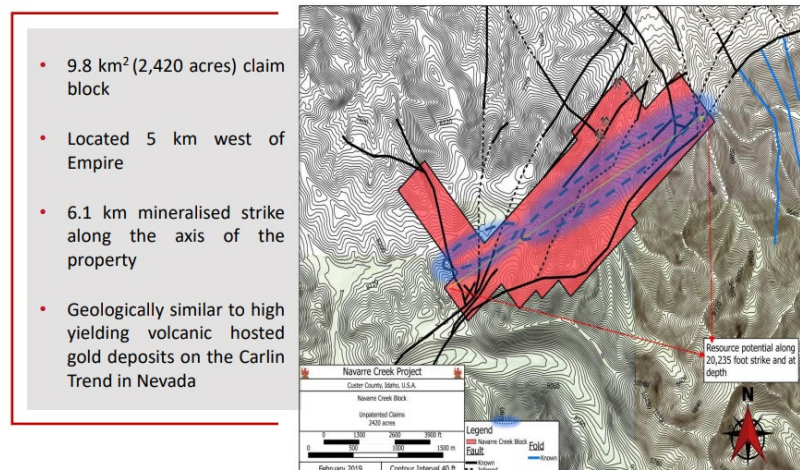 • 9.8 km² (2,420 acres) claim
block
• Located 5 km west of
Empire
• 6.1 km mineralised strike
along the axis of the
property
• Geologically similar to high
yielding volcanic hosted
gold deposits on the Carlin
Trend in Nevada
Resource potential along
20,235 foot strike and at
depth
N
Navarre Creek Project
Custer County, Idaho, U.S.A.
Navarre Creek Block
Unpatented Claims
2420 acres
0 1300 2600 3900 ft
0 500 1000 1500 m
February 2019 Contour Interval 40 ft
Legend
Navarre Creek Block
Fault
Known
Inferred
Fold
Known